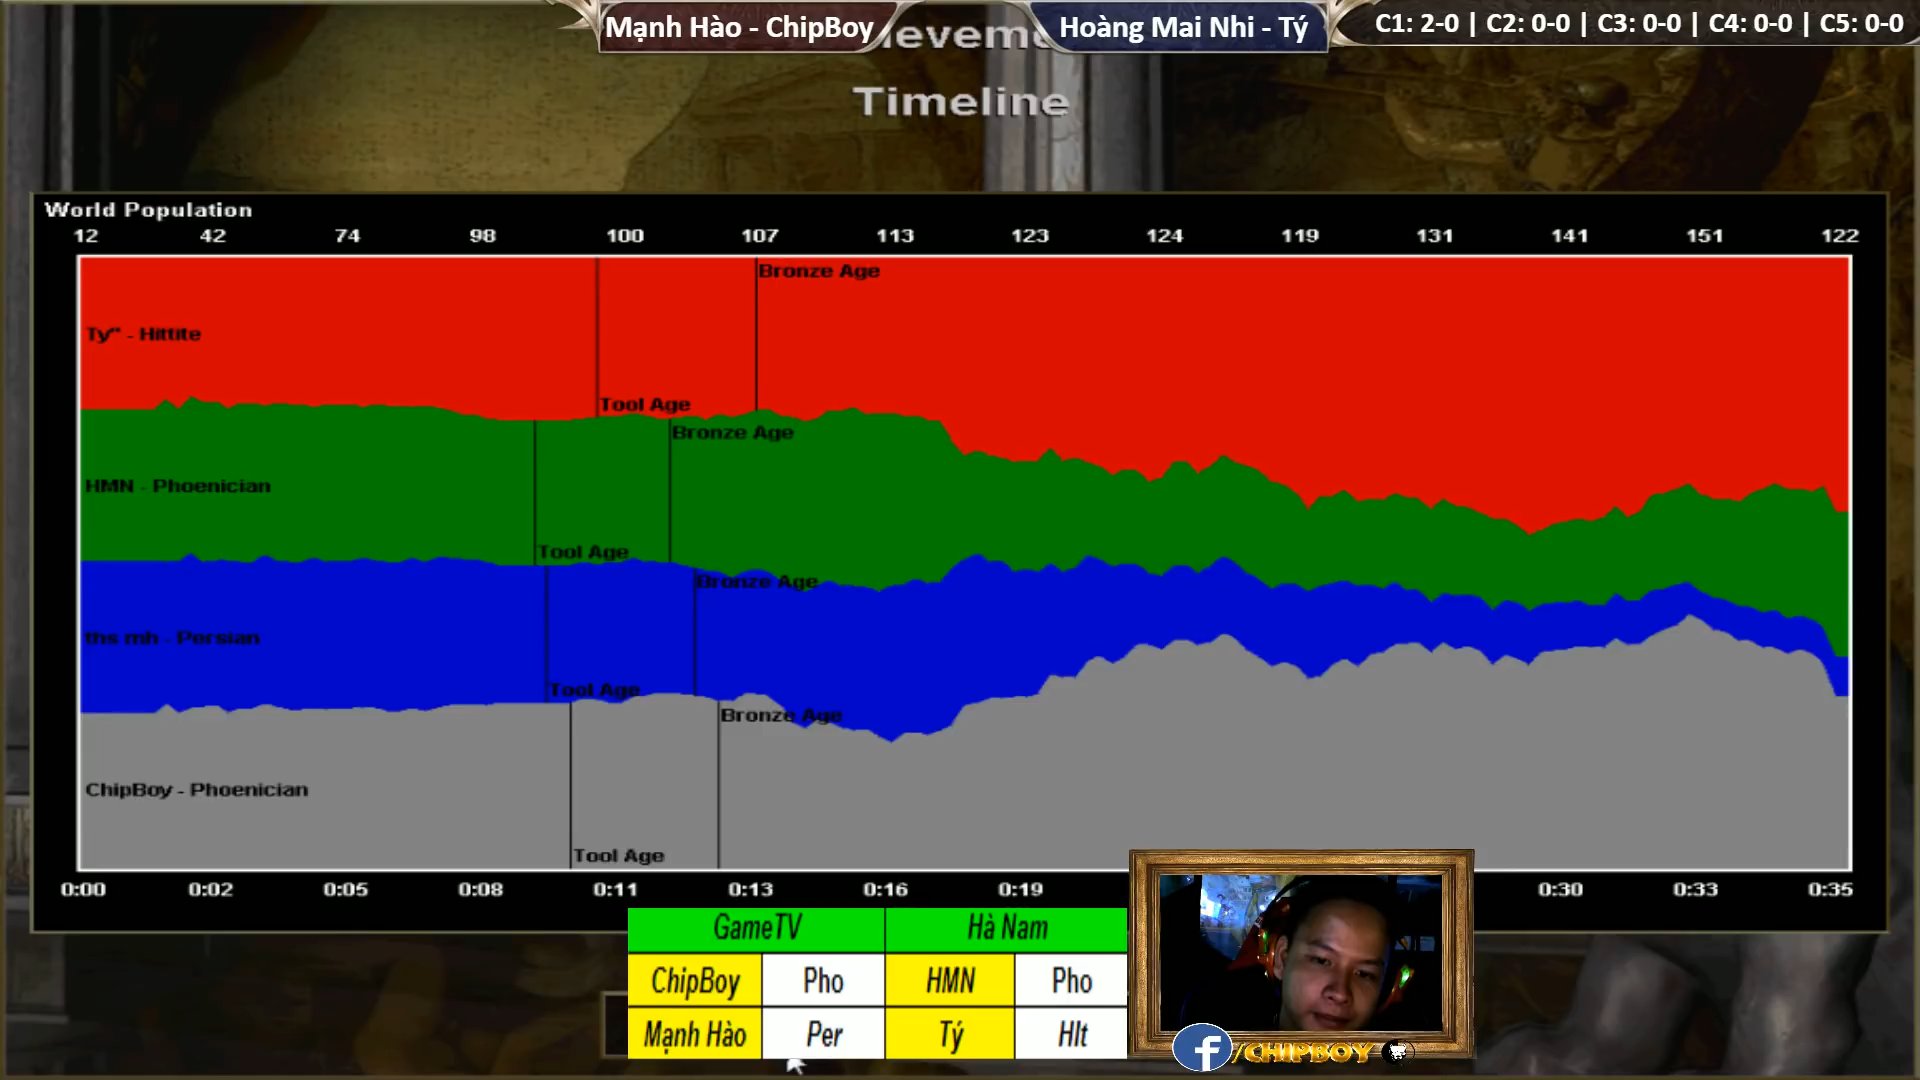 Mạnh Hào - ChipBoy
Hoàng Mai Nhi - Tý
C1: 2-0 | C2: 0-0 | C3: 0-0 | C4: 0-0 | C5: 0-0
Timeline
World Population
12 42 74 98 100 107 113 123 124 119 131 141 151 122
Bronze Age
Ty" - Hittite
Tool Age
Bronze Age
HMN - Phoenician
Tool Age
Bronze Age
ths mh - Persian
Tool Age
Bronze Age
ChipBoy - Phoenician
Tool Age
0:00 0:02 0:05 0:08 0:11 0:13 0:16 0:19 0:30 0:33 0:35
GameTV Hà Nam
ChipBoy Pho HMN Pho
Mạnh Hào Per Tý HIt
f/CHIPBOY